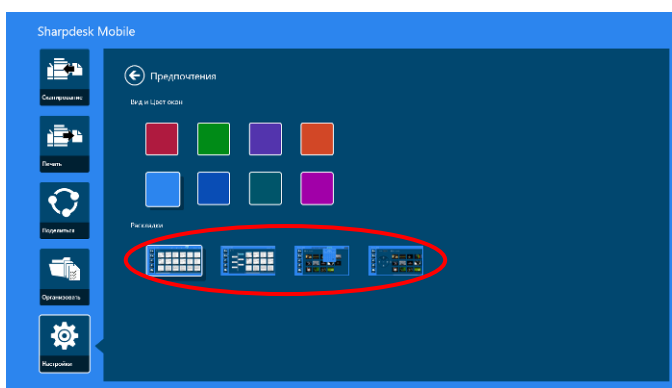 Sharpdesk Mobile
Сканирование
Предпочтения
Вид и Цвет окон
Печать
Поделиться
Раскладки
Организовать
Настройки